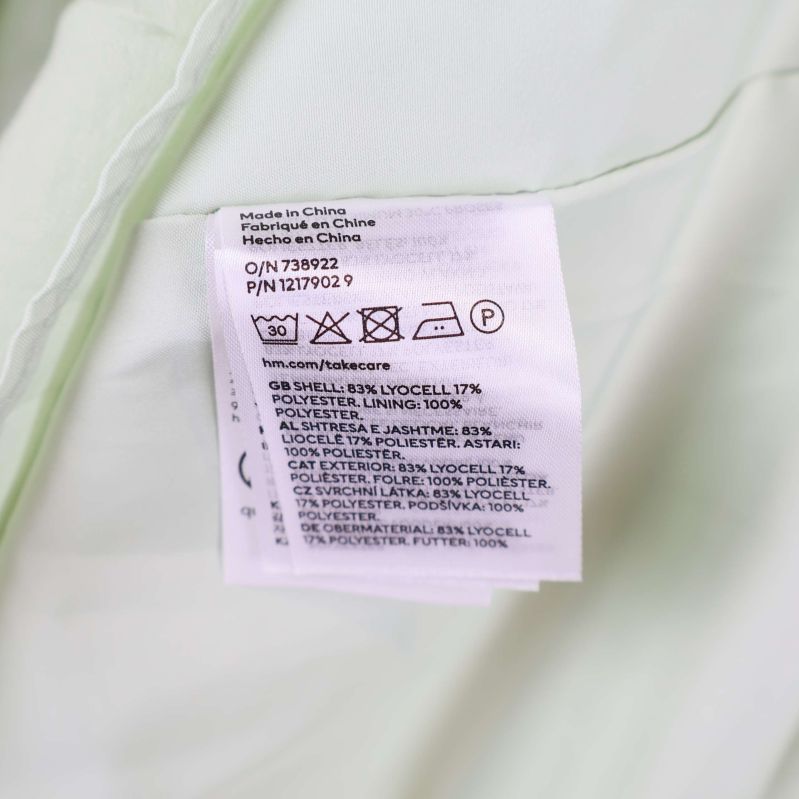 Made in China
Fabriqué en Chine
Hecho en China
O/N 738922
P/N 1217902 9
30
P
hm.com/takecare
GB SHELL: 83% LYOCELL 17%
POLYESTER. LINING: 100%
POLYESTER.
AL SHTRESA E JASHTME: 83%
LIOCELË 17% POLIESTËR. ASTARI:
100% POLIESTËR.
CAT EXTERIOR: 83% LYOCELL 17%
POLIÈSTER. FOLRE: 100% POLIÈSTER.
CZ SVRCHNÍ LÁTKA: 83% LYOCELL
17% POLYESTER. PODŠÍVKA: 100%
POLYESTER.
DE OBERMATERIAL: 83% LYOCELL
17% POLYESTER. FUTTER: 100%